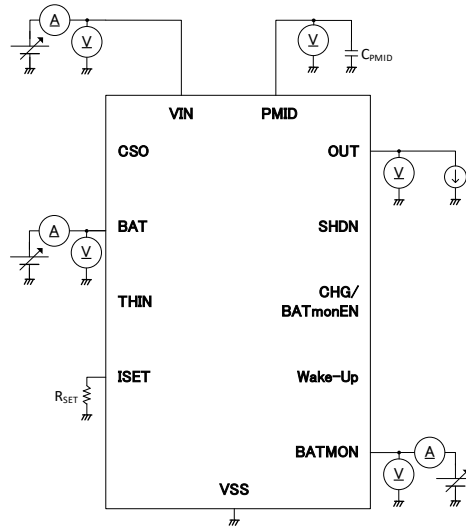 A
V
V
C_PMID
VIN
PMID
CSO
OUT
V
A
BAT
SHDN
V
THIN
CHG/
BATmonEN
ISET
Wake-Up
R_SET
BATMON
A
V
VSS